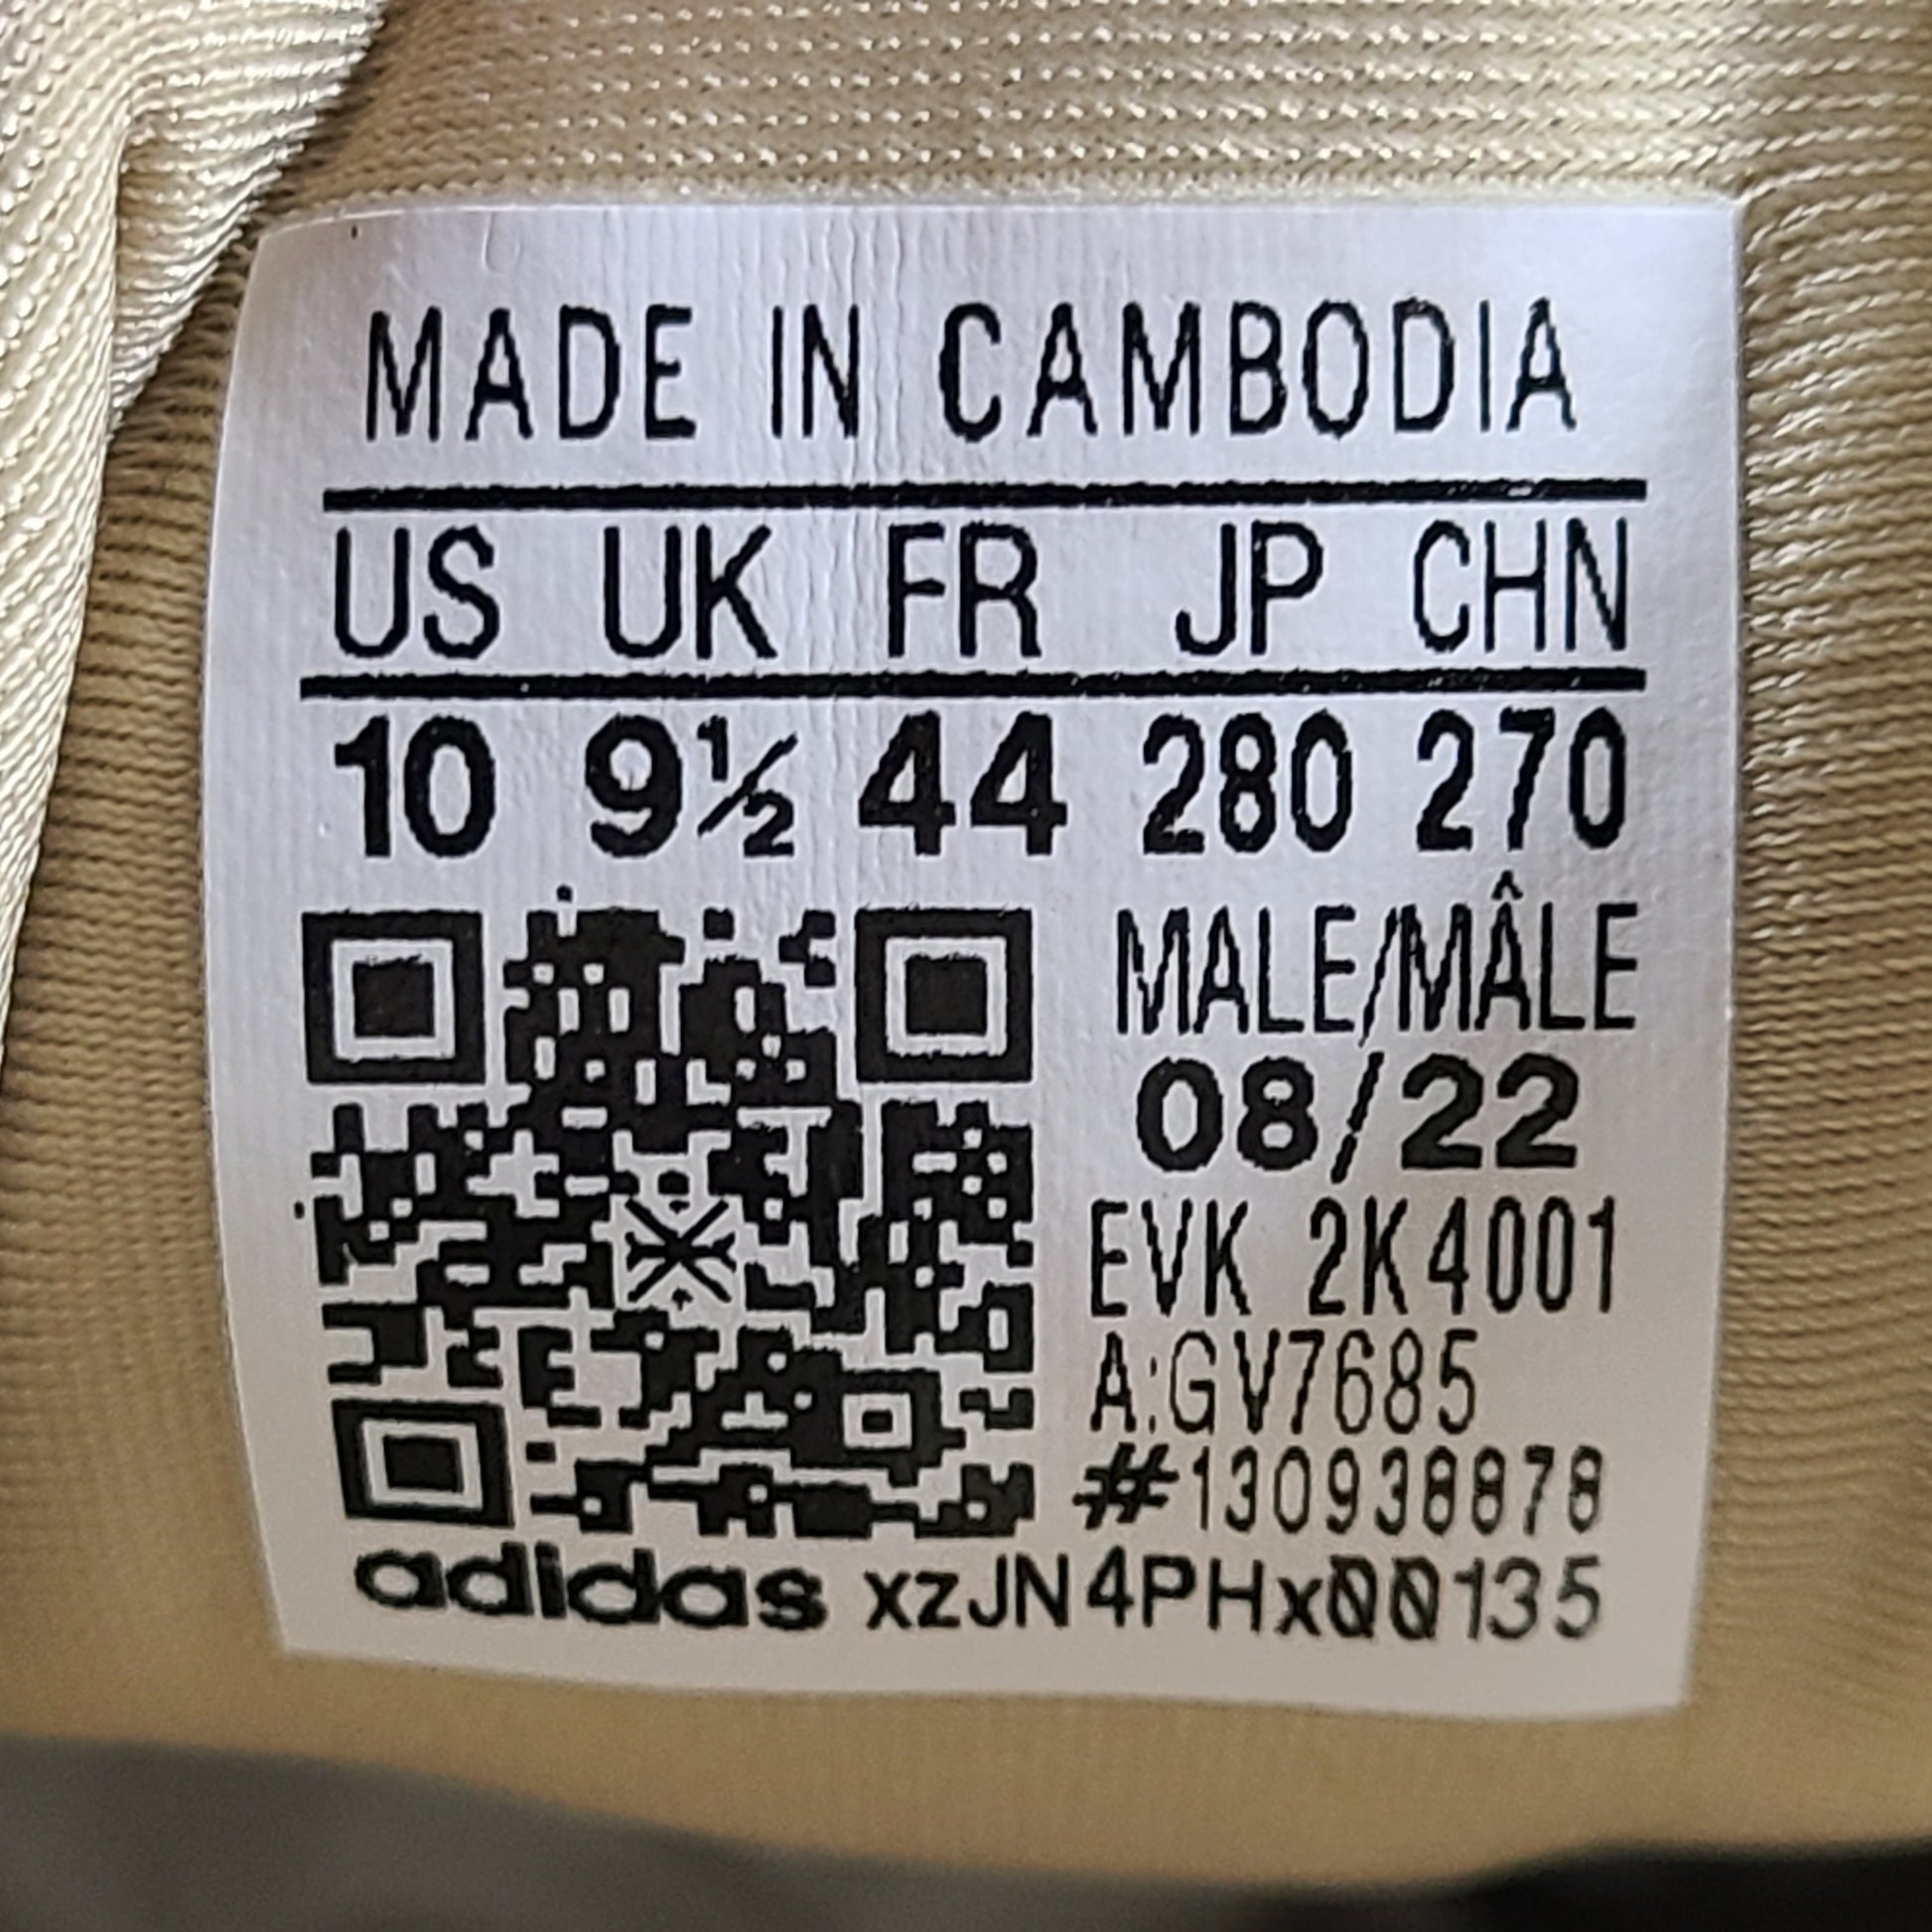 MADE IN CAMBODIA
US UK FR JP CHN
10 9½ 44 280 270
MALE/MÂLE
08/22
EVK 2K4001
A:GV7685
#130938878
adidas xzJN4PHx00135